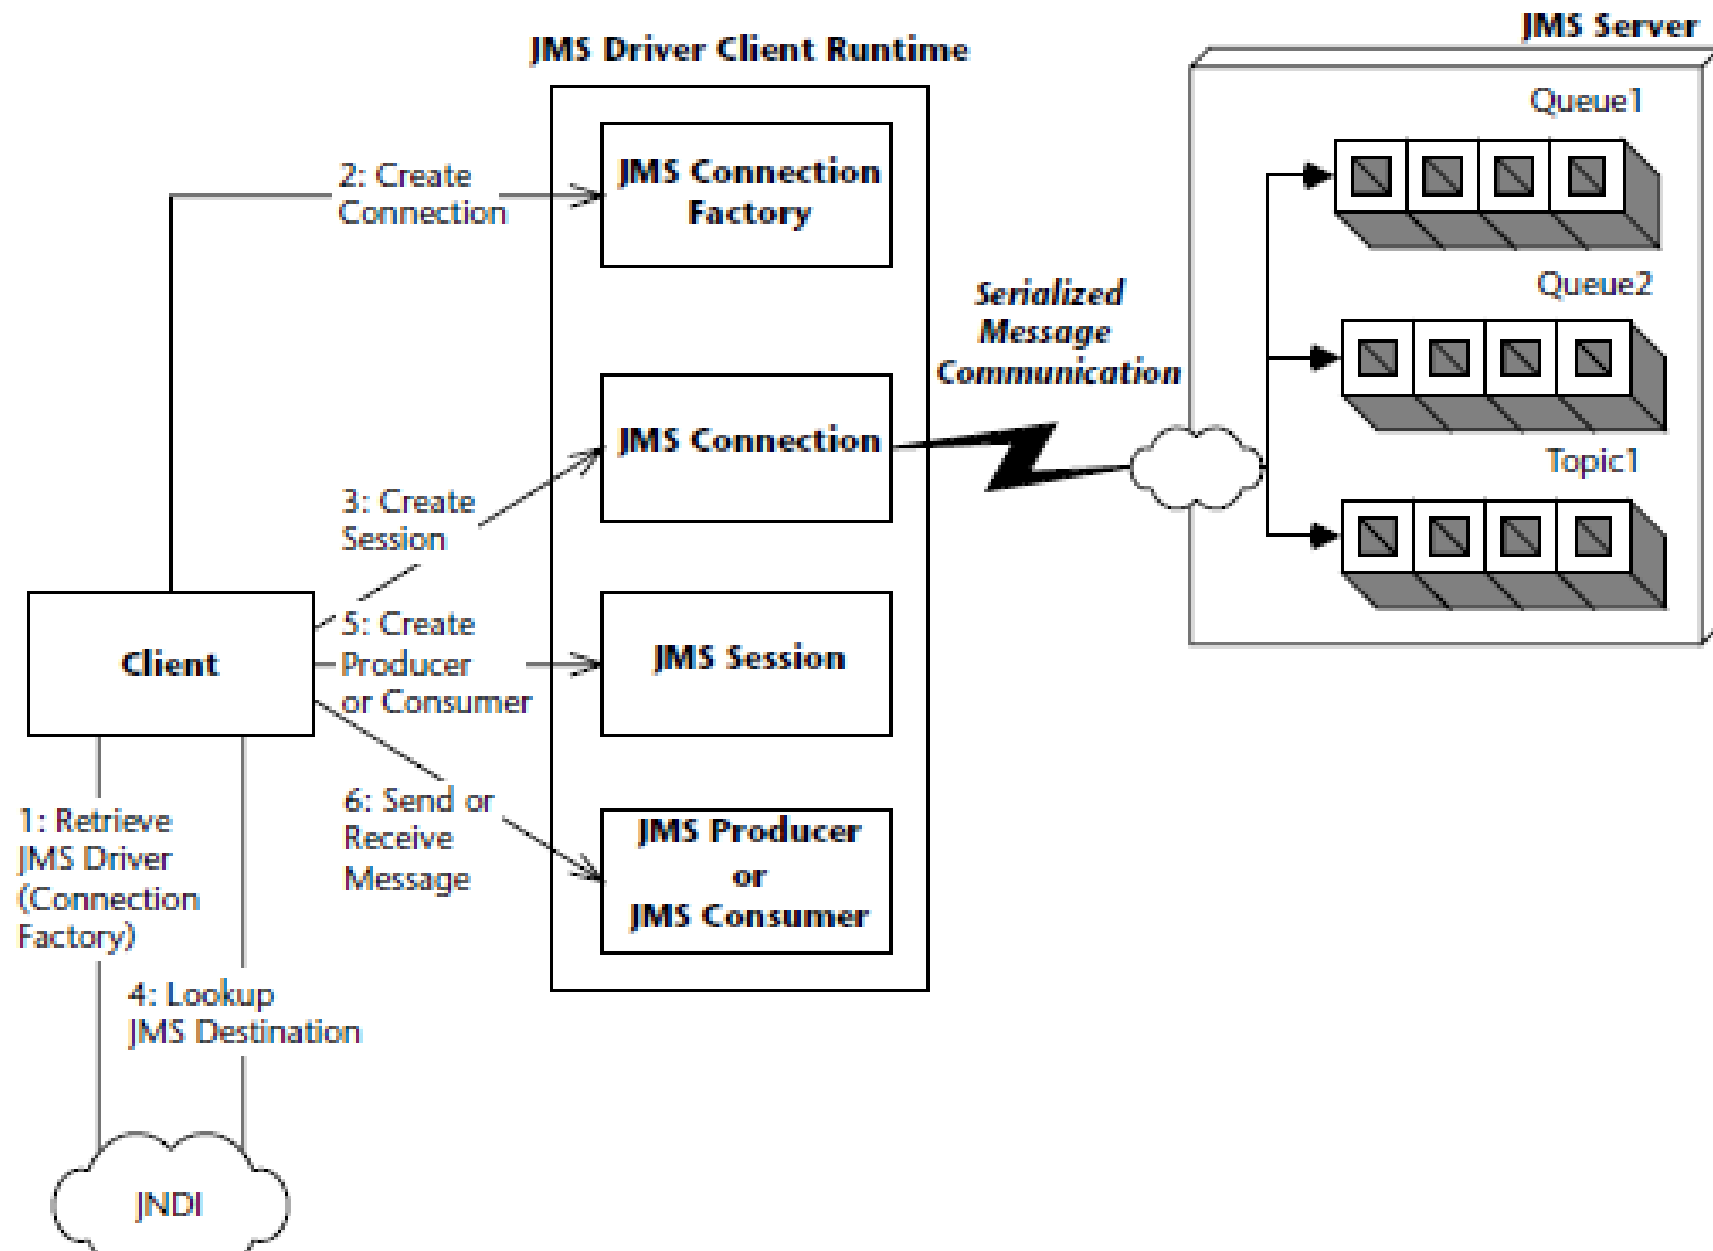 JMS Server
JMS Driver Client Runtime
Queue1
JMS Connection
Factory
2: Create
Connection
Queue2
Serialized
Message
Communication
JMS Connection
Topic1
3: Create
Session
5: Create
Producer
or Consumer
Client
JMS Session
6: Send or
Receive
Message
JMS Producer
or
JMS Consumer
1: Retrieve
JMS Driver
(Connection
Factory)
4: Lookup
JMS Destination
JNDI